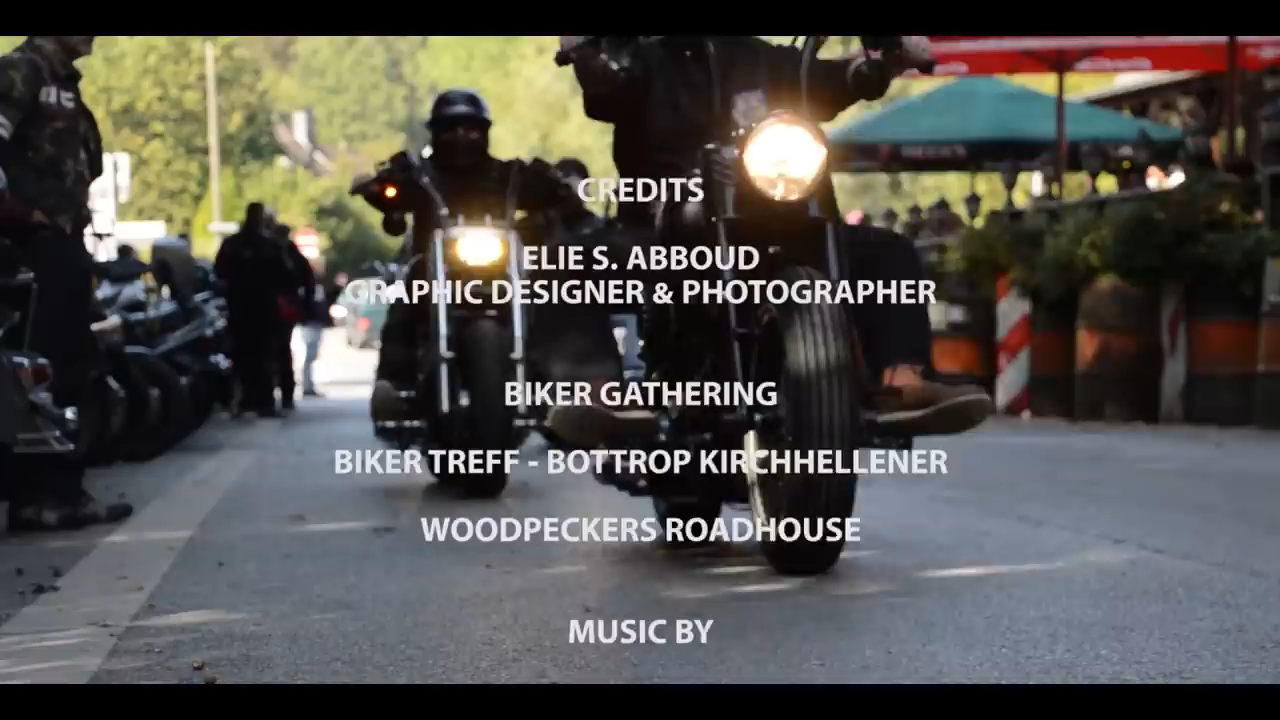 CREDITS
ELIE S. ABBOUD
GRAPHIC DESIGNER & PHOTOGRAPHER
BIKER GATHERING
BIKER TREFF - BOTTROP KIRCHHELLENER
WOODPECKERS ROADHOUSE
MUSIC BY